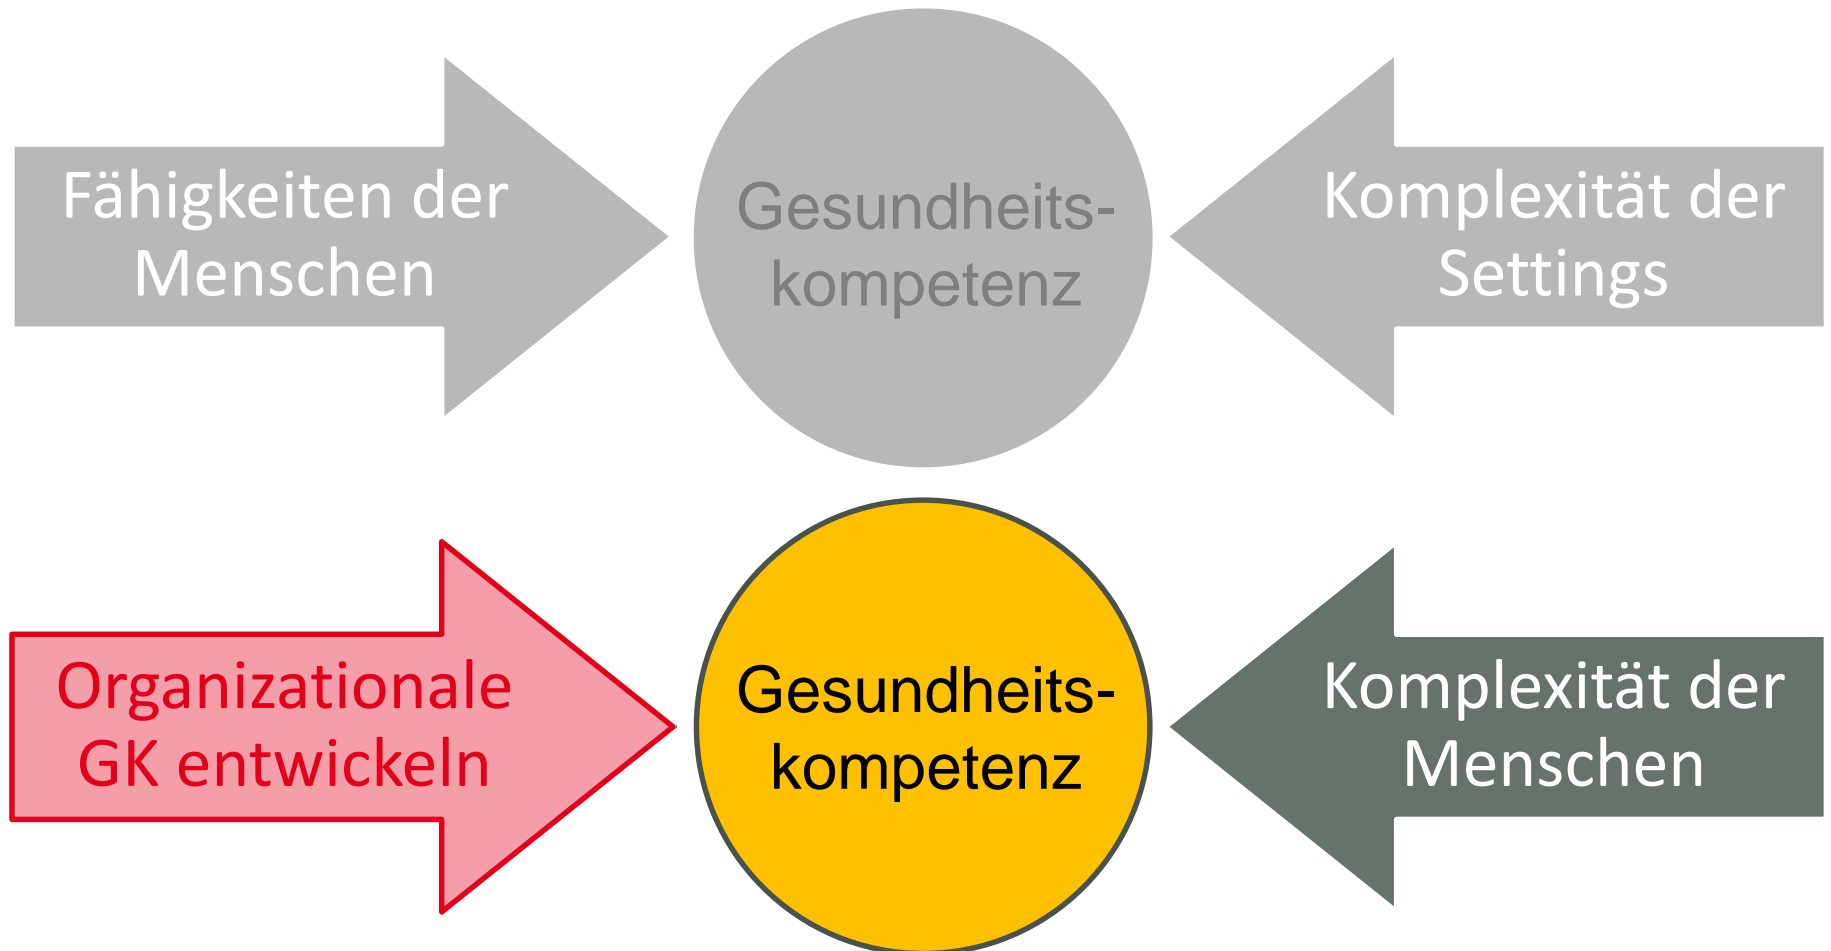 Fähigkeiten der
Menschen
Gesundheits-
kompetenz
Komplexität der
Settings
Organizationale
GK entwickeln
Gesundheits-
kompetenz
Komplexität der
Menschen